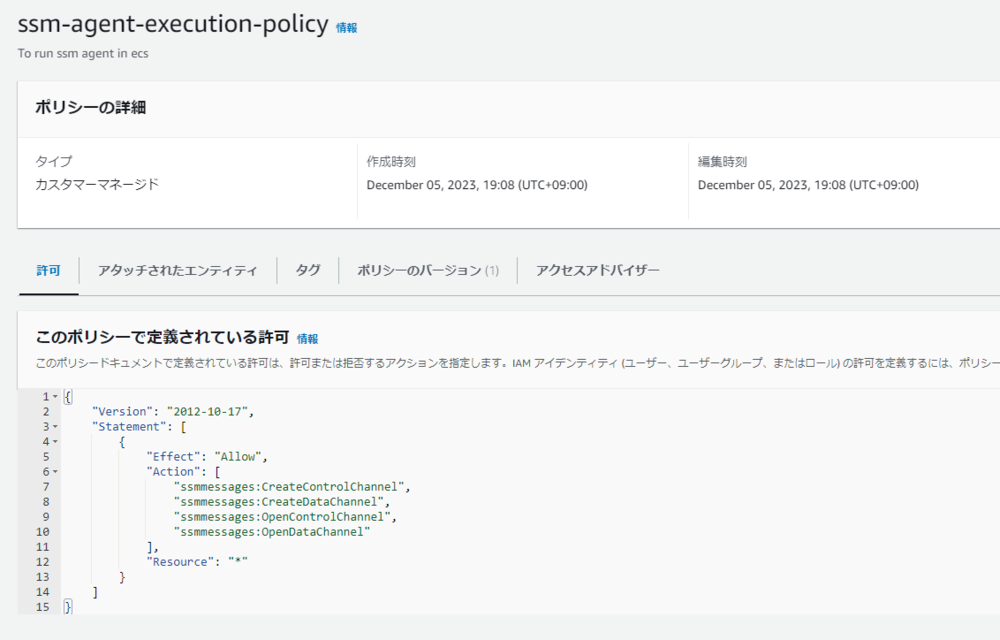 ssm-agent-execution-policy 情報
To run ssm agent in ecs
ポリシーの詳細
タイプ
カスタマーマネージド
作成時刻
December 05, 2023, 19:08 (UTC+09:00)
編集時刻
December 05, 2023, 19:08 (UTC+09:00)
許可 アタッチされたエンティティ タグ ポリシーのバージョン (1) アクセスアドバイザー
このポリシーで定義されている許可 情報
このポリシードキュメントで定義されている許可は、許可または拒否するアクションを指定します。IAM アイデンティティ (ユーザー、ユーザーグループ、またはロール) の許可を定義するには、ポリシー
1 {
2 "Version": "2012-10-17",
3 "Statement": [
4 {
5 "Effect": "Allow",
6 "Action": [
7 "ssmmessages:CreateControlChannel",
8 "ssmmessages:CreateDataChannel",
9 "ssmmessages:OpenControlChannel",
10 "ssmmessages:OpenDataChannel"
11 ],
12 "Resource": "*"
13 }
14 ]
15 }